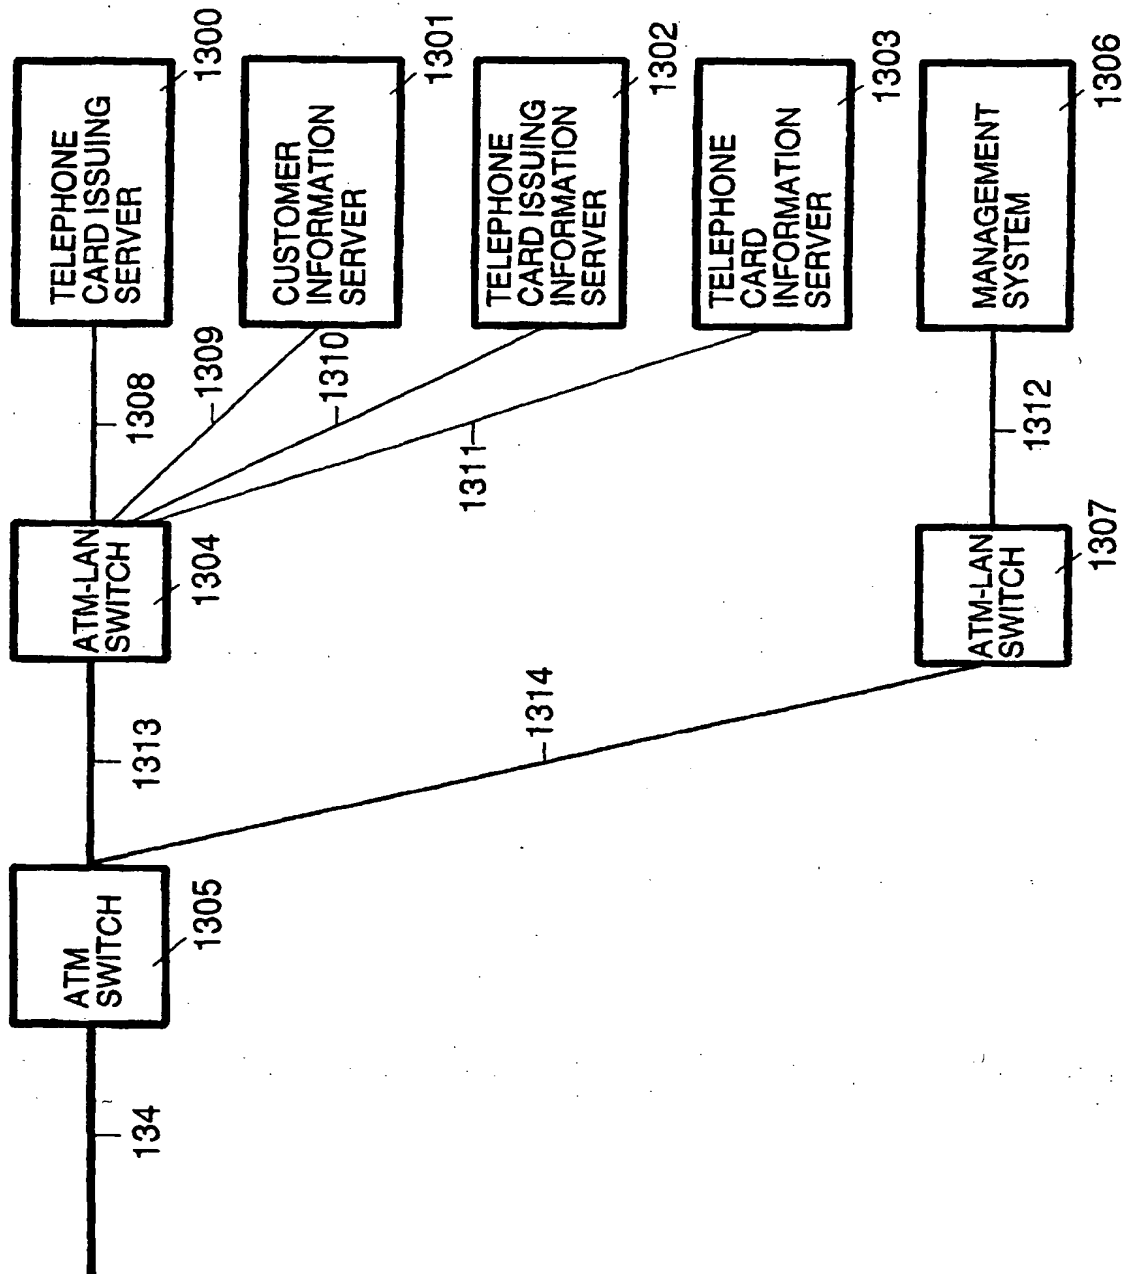 TELEPHONE
CARD ISSUING
SERVER
1300
CUSTOMER
INFORMATION
SERVER
1301
TELEPHONE
CARD ISSUING
INFORMATION
SERVER
1302
TELEPHONE
CARD
INFORMATION
SERVER
1303
MANAGEMENT
SYSTEM
1306
1308
1309
1310
1311
1312
ATM-LAN
SWITCH
1304
ATM-LAN
SWITCH
1307
1313
1314
ATM
SWITCH
1305
134